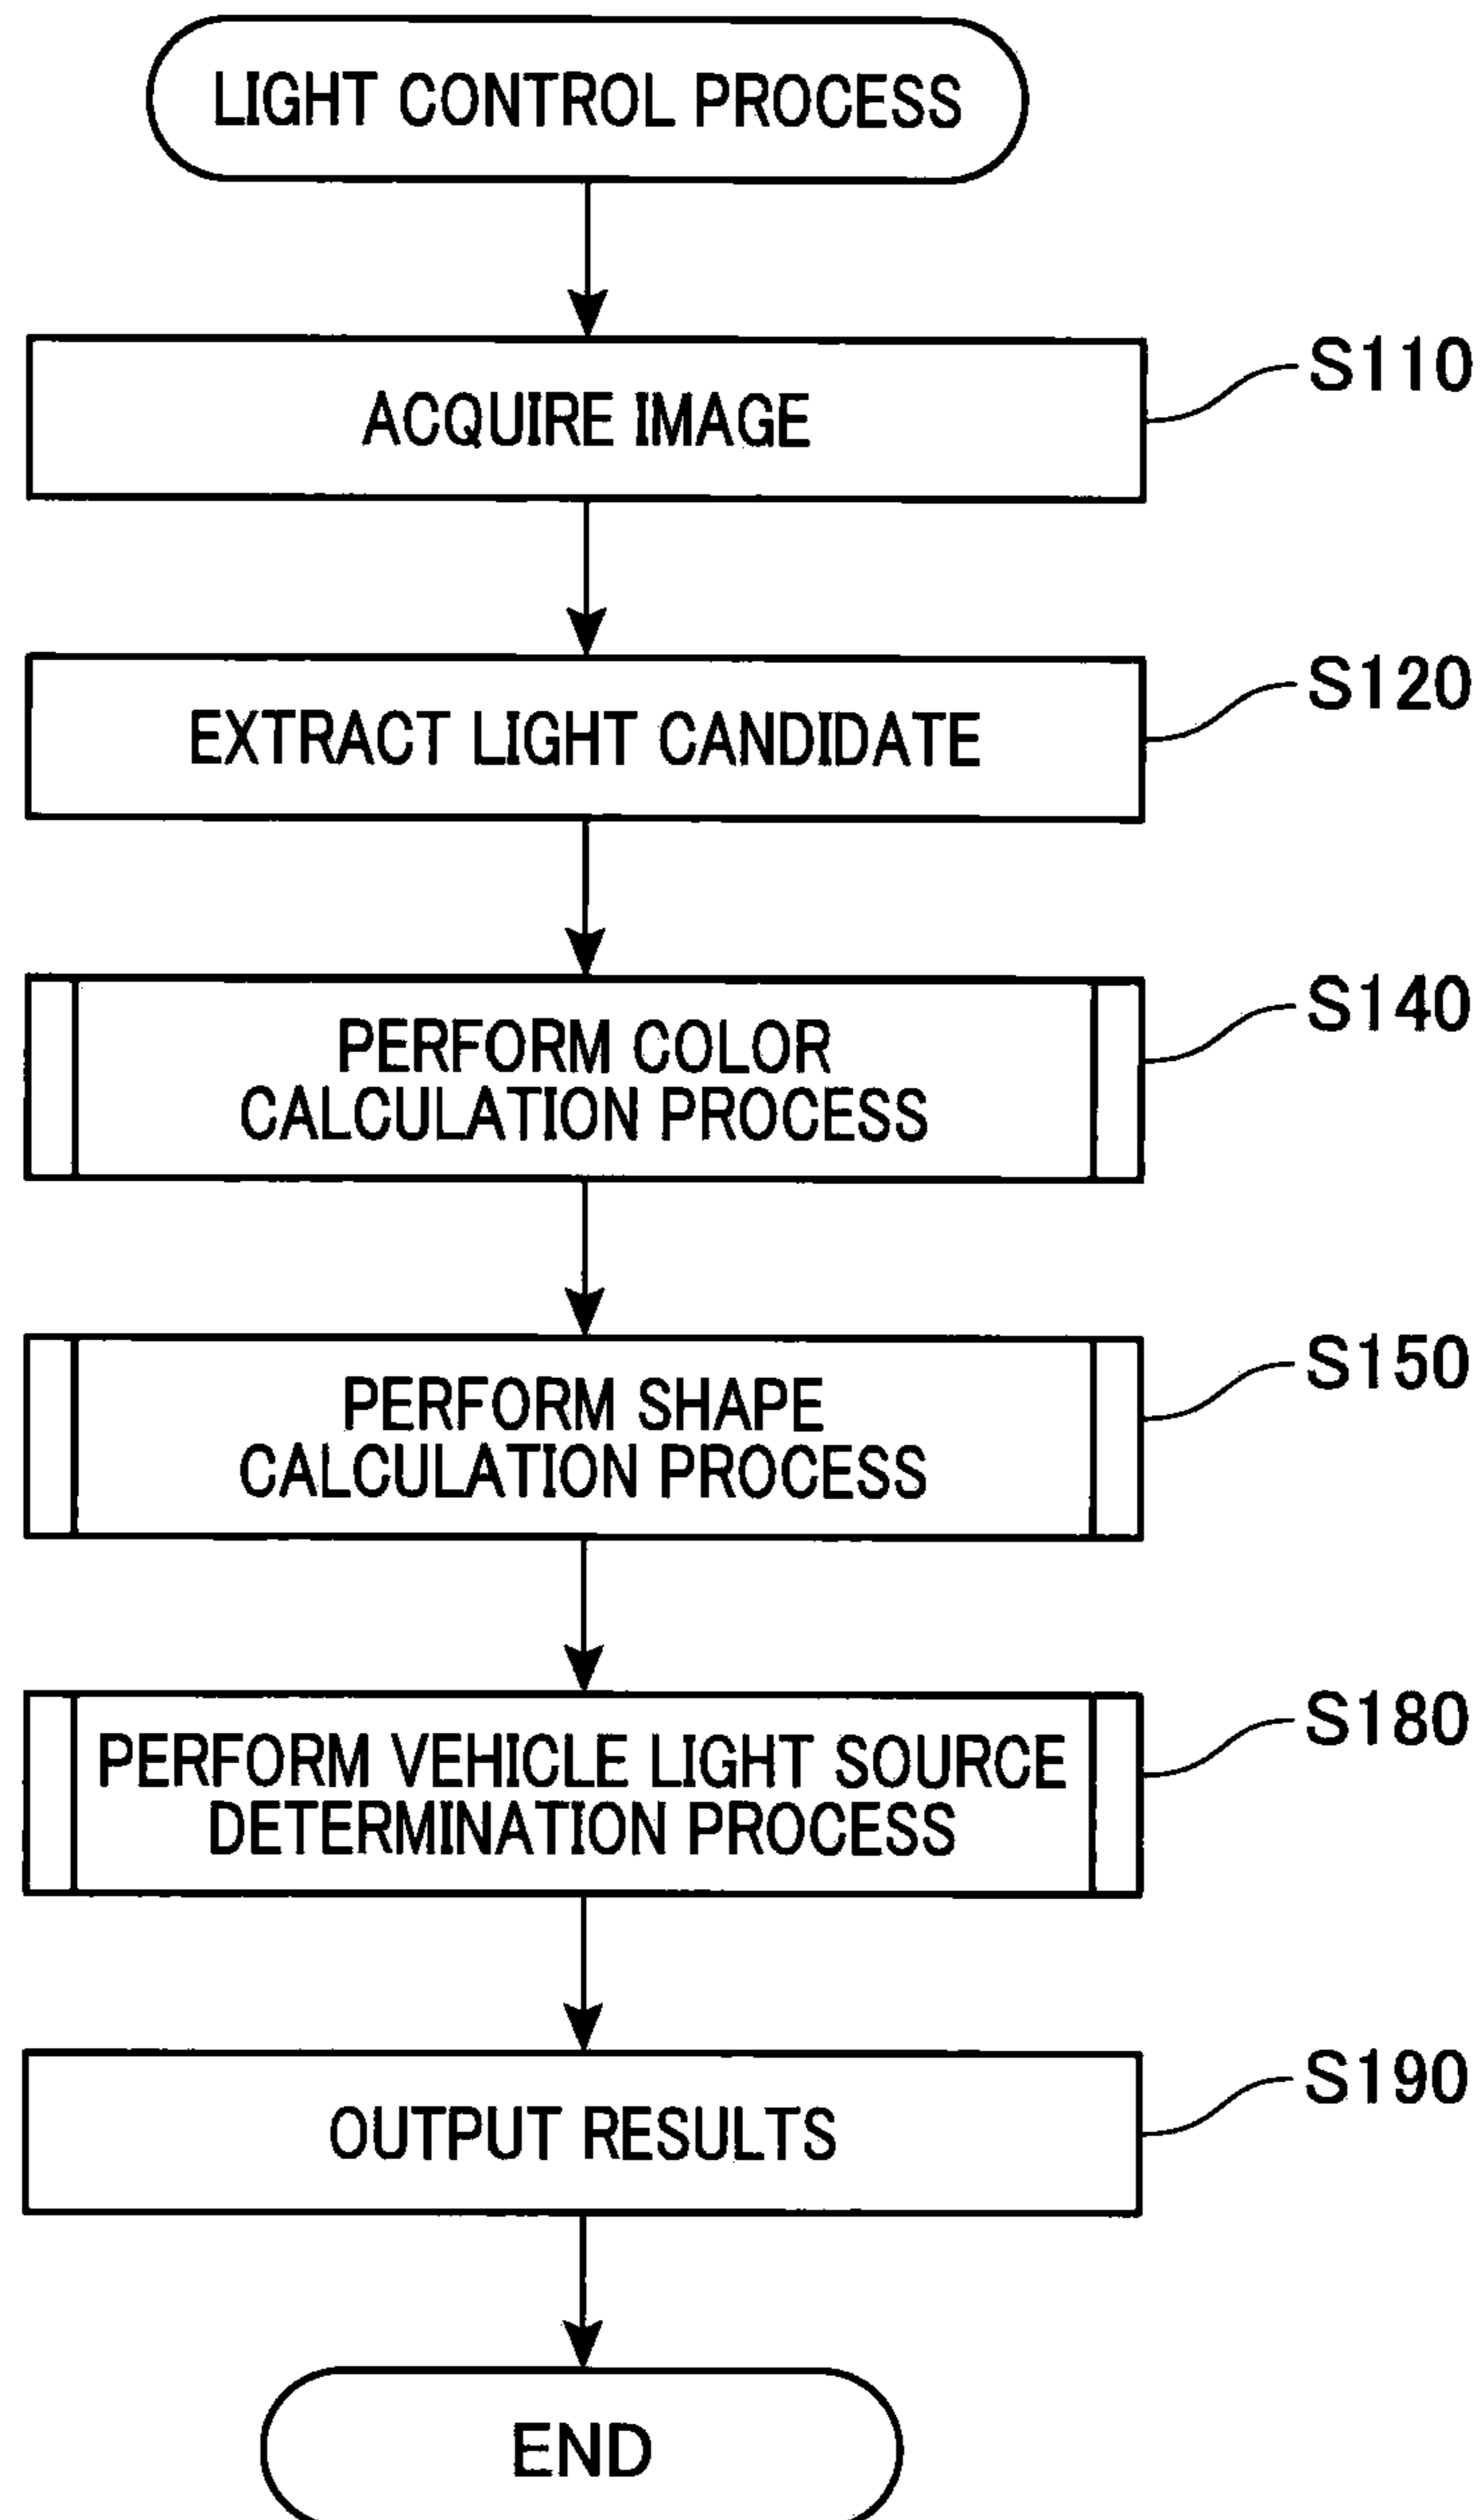 LIGHT CONTROL PROCESS
ACQUIRE IMAGE
S110
EXTRACT LIGHT CANDIDATE
S120
PERFORM COLOR
CALCULATION PROCESS
S140
PERFORM SHAPE
CALCULATION PROCESS
S150
PERFORM VEHICLE LIGHT SOURCE
DETERMINATION PROCESS
S180
OUTPUT RESULTS
S190
END